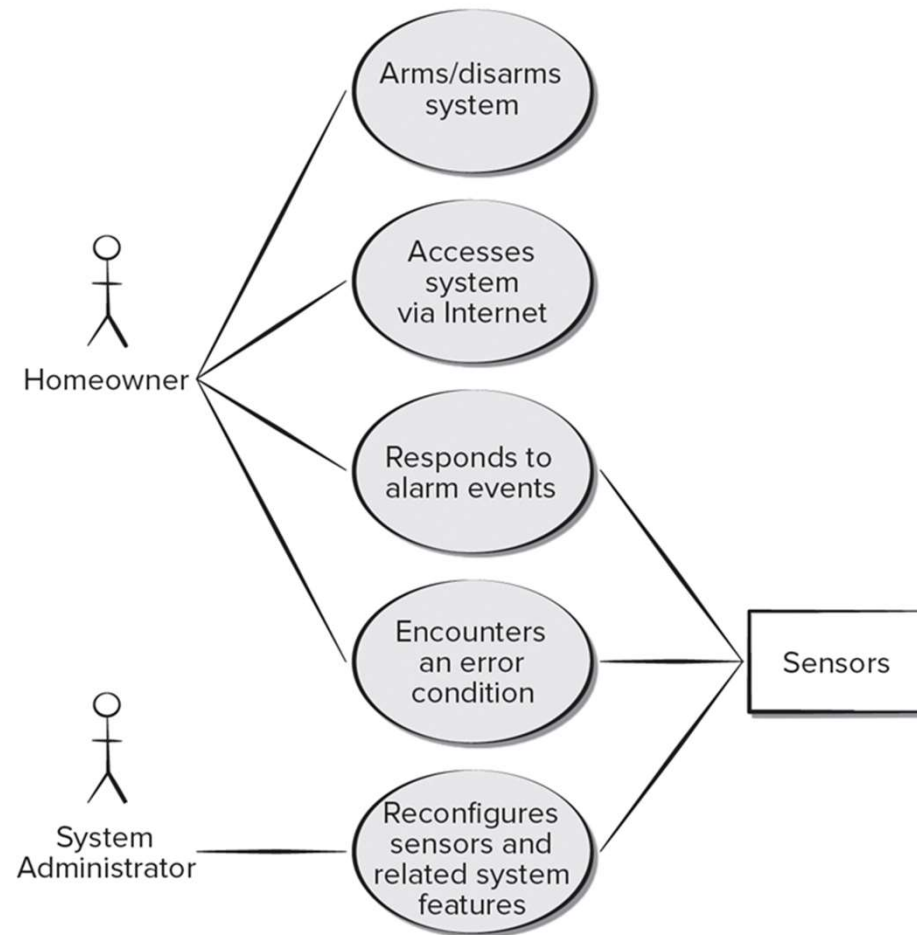 Arms/disarms
system
Accesses
system
via Internet
Homeowner
Responds to
alarm events
Encounters
an error
condition
Sensors
System
Administrator
Reconfigures
sensors and
related system
features